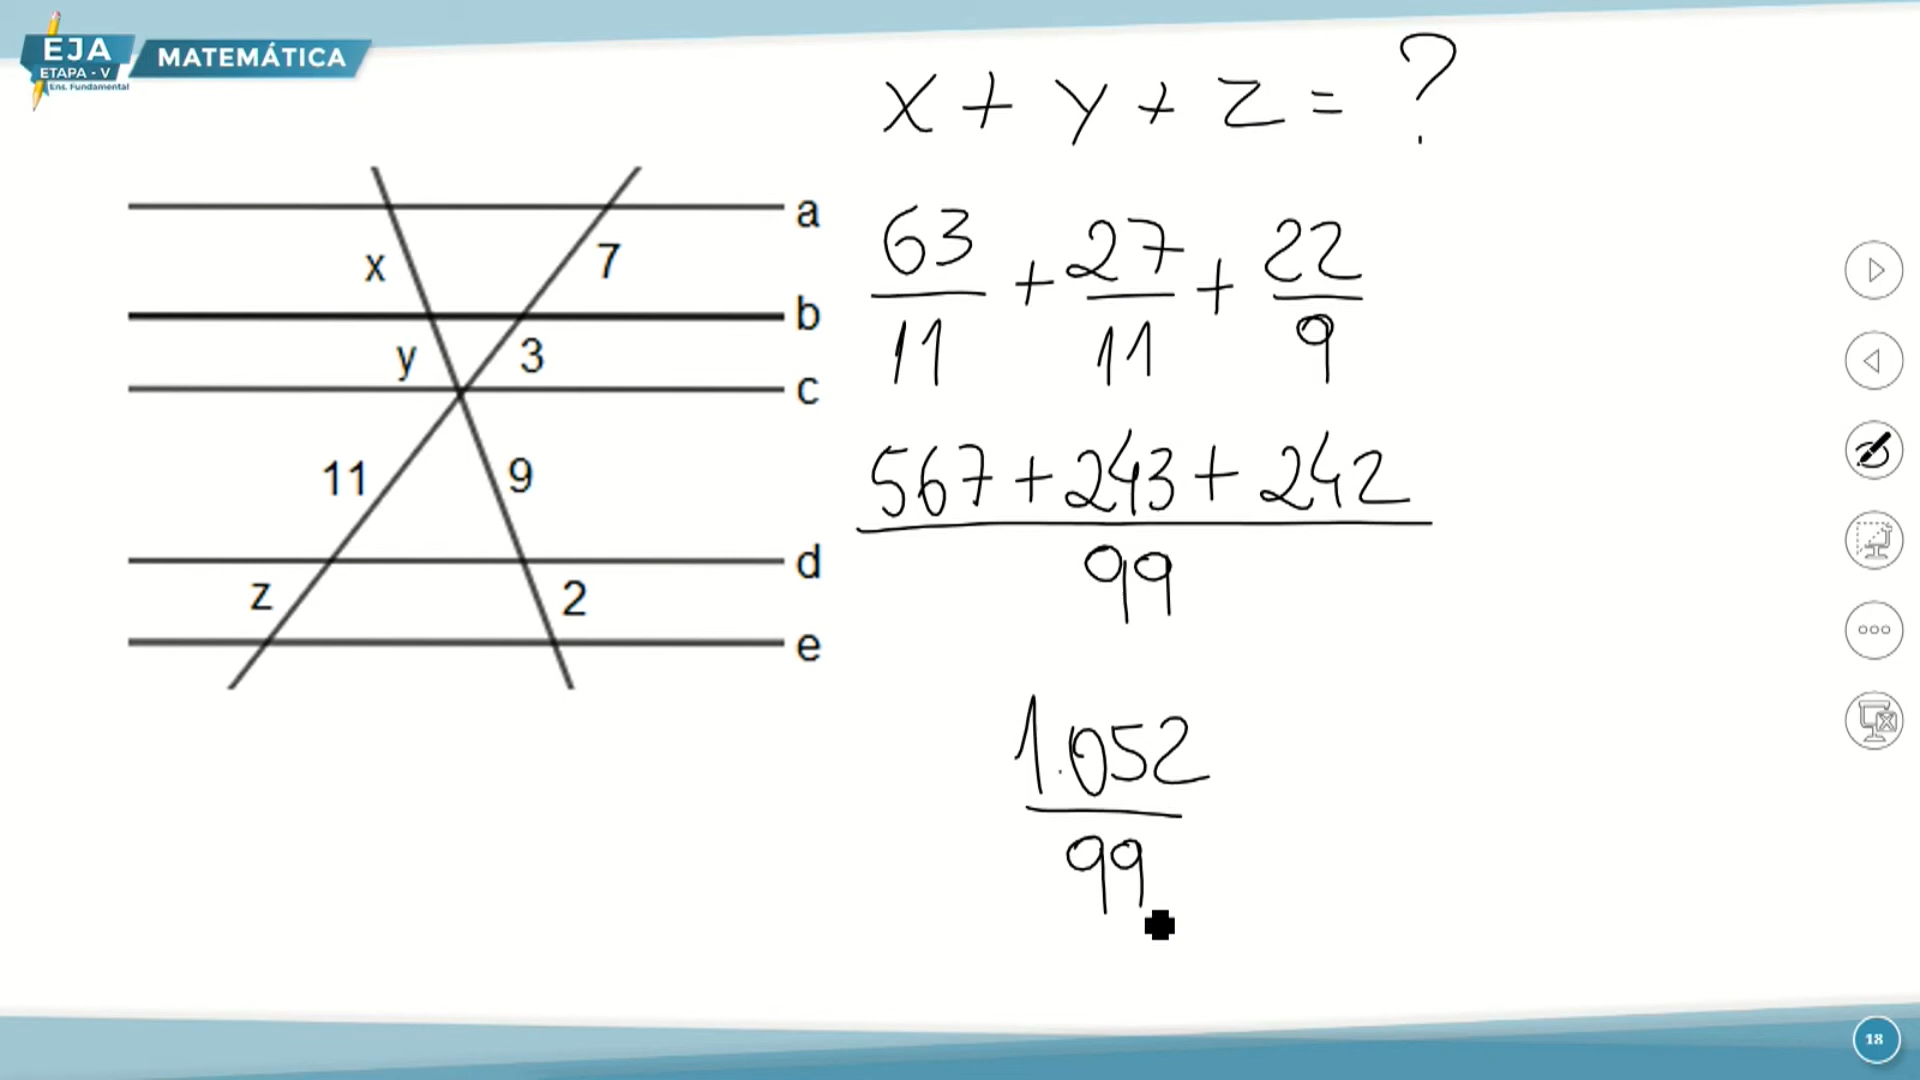 EJA
ETAPA - V
Ens. Fundamental
MATEMÁTICA
x + y + z = ?
a
x
7
b
y
3
c
11
9
d
z
2
e
63/11 + 27/11 + 22/9
567 + 243 + 242
99
1.052
99
18